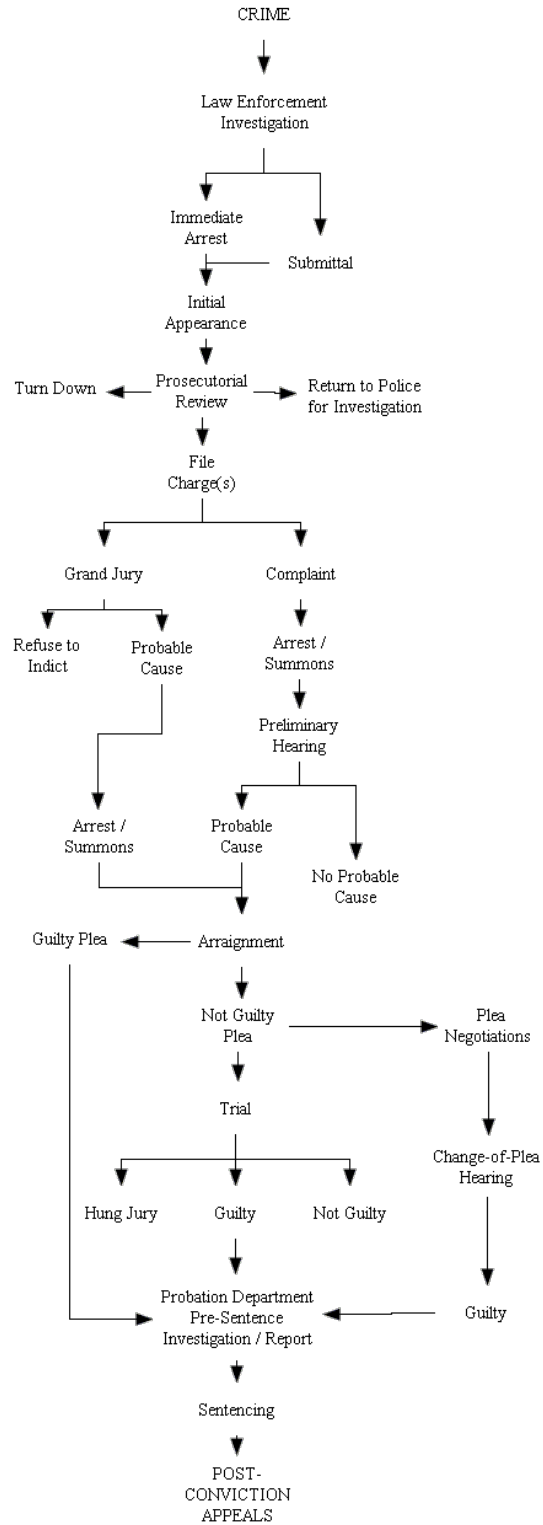 CRIME
Law Enforcement
Investigation
Immediate
Arrest
Submittal
Initial
Appearance
Turn Down
Prosecutorial
Review
Return to Police
for Investigation
File
Charge(s)
Grand Jury
Complaint
Refuse to
Indict
Probable
Cause
Arrest /
Summons
Preliminary
Hearing
Arrest /
Summons
Probable
Cause
No Probable
Cause
Guilty Plea
Arraignment
Not Guilty
Plea
Plea
Negotiations
Trial
Change-of-Plea
Hearing
Hung Jury
Guilty
Not Guilty
Probation Department
Pre-Sentence
Investigation / Report
Guilty
Sentencing
POST-
CONVICTION
APPEALS